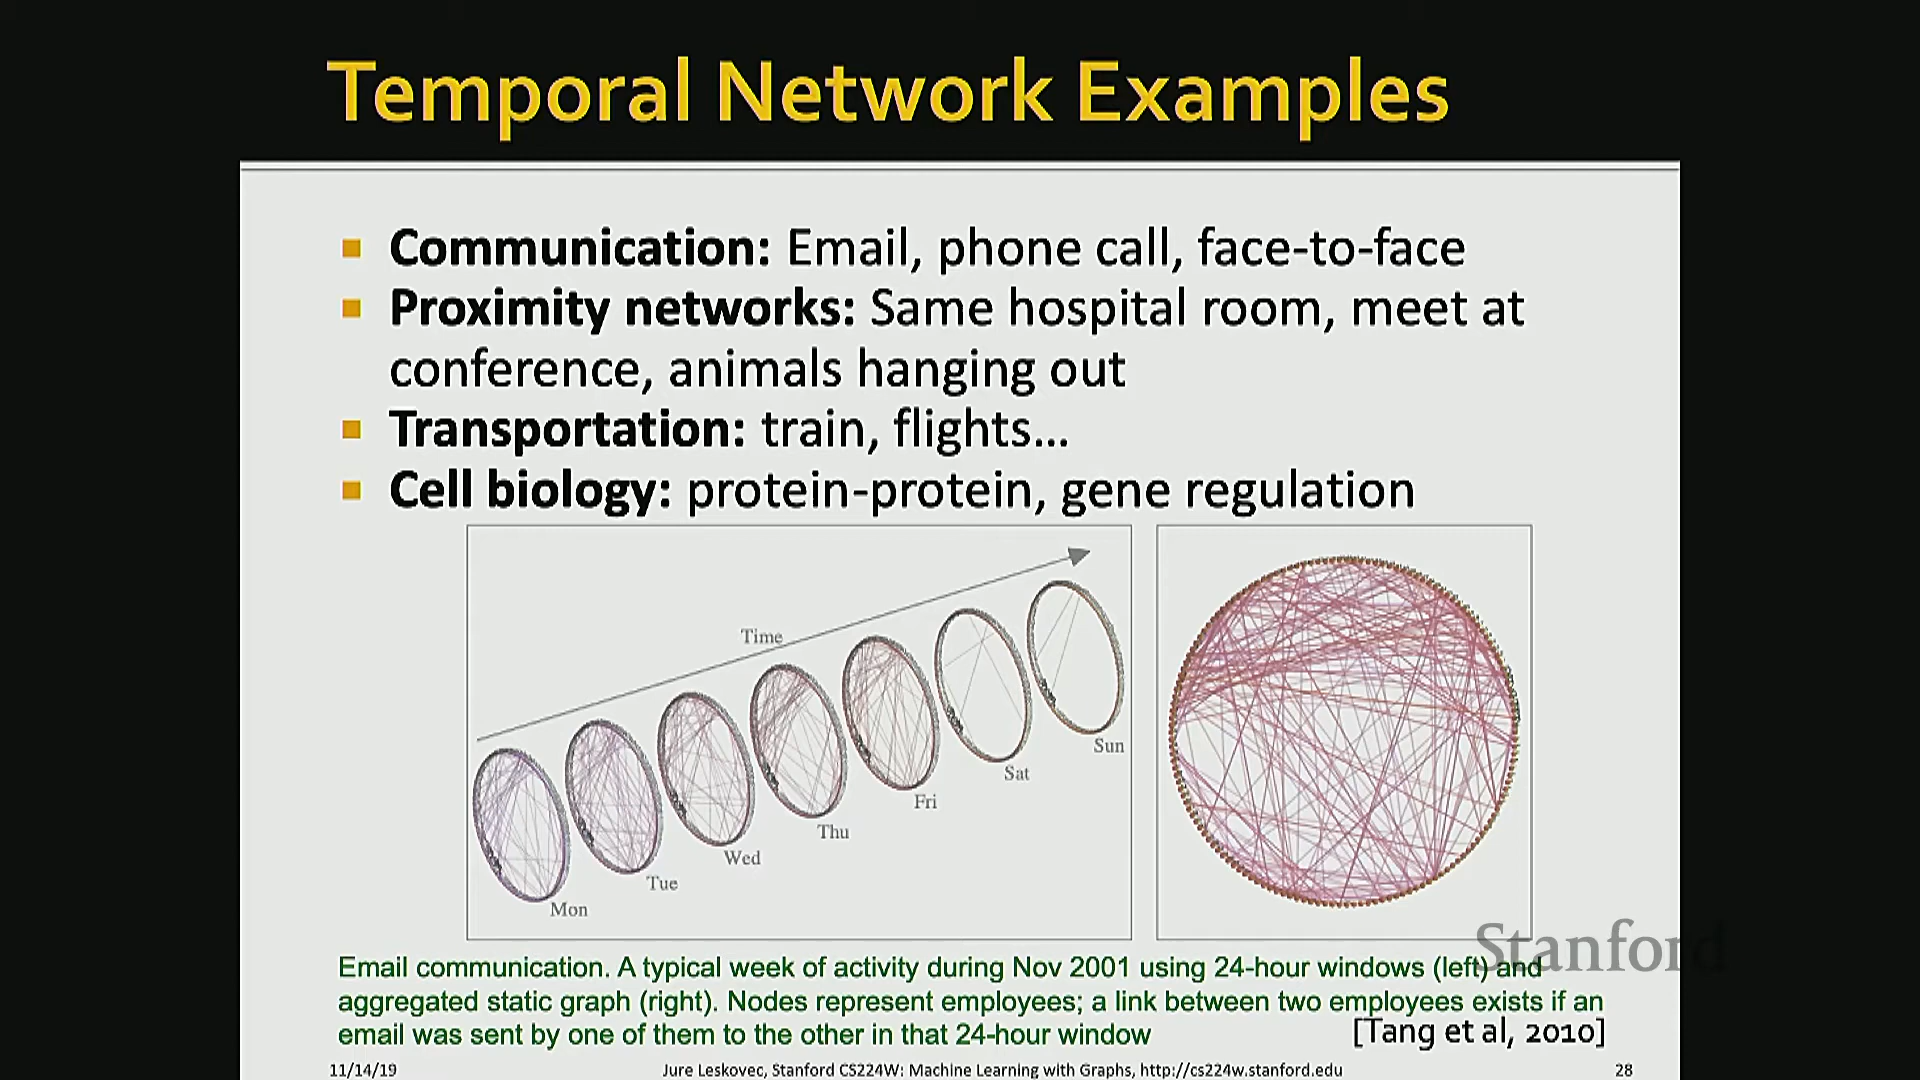 Temporal Network Examples
Communication: Email, phone call, face-to-face
Proximity networks: Same hospital room, meet at
conference, animals hanging out
Transportation: train, flights...
Cell biology: protein-protein, gene regulation
Time
Mon
Tue
Wed
Thu
Fri
Sat
Sun
Stanford
Email communication. A typical week of activity during Nov 2001 using 24-hour windows (left) and
aggregated static graph (right). Nodes represent employees; a link between two employees exists if an
email was sent by one of them to the other in that 24-hour window
[Tang et al, 2010]
11/14/19
Jure Leskovec, Stanford CS224W: Machine Learning with Graphs, http://cs224w.stanford.edu
28